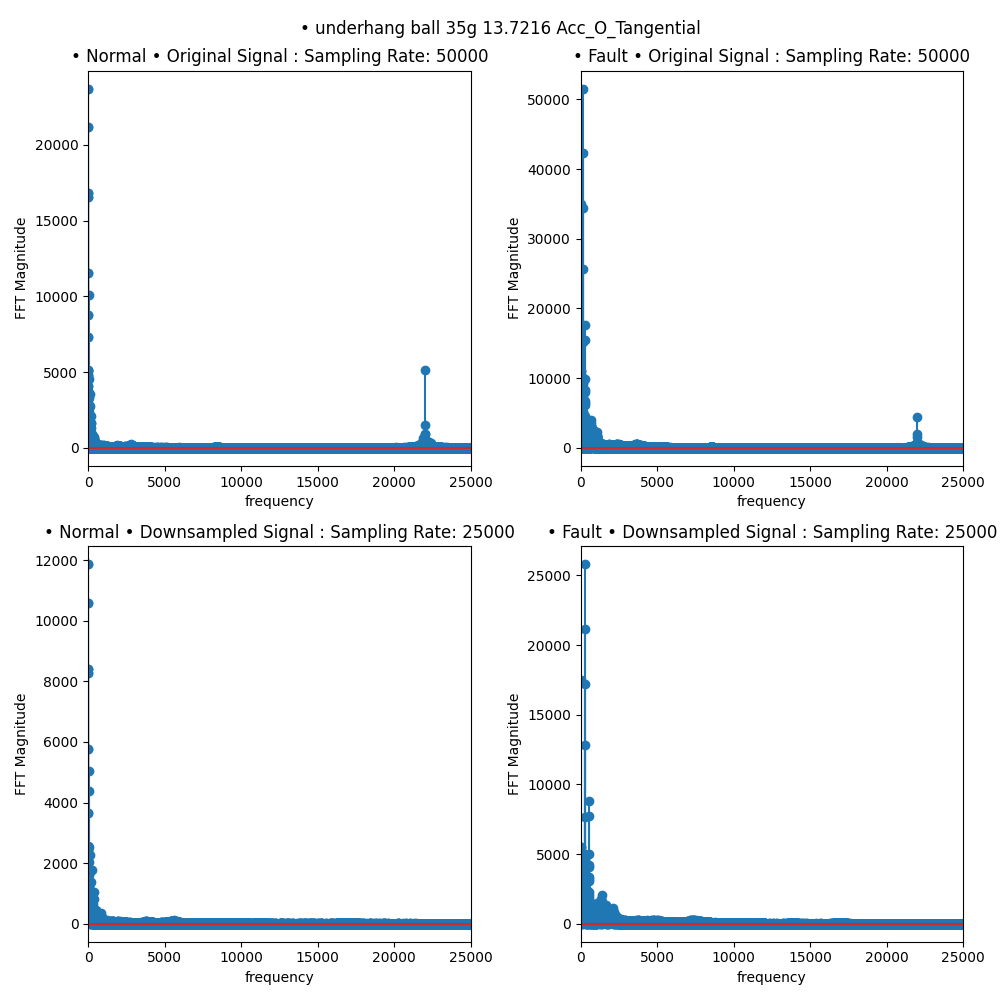 • underhang ball 35g 13.7216 Acc_O_Tangential
• Normal • Original Signal : Sampling Rate: 50000
• Fault • Original Signal : Sampling Rate: 50000
FFT Magnitude
20000
15000
10000
5000
0
0 5000 10000 15000 20000 25000
frequency
FFT Magnitude
50000
40000
30000
20000
10000
0
0 5000 10000 15000 20000 25000
frequency
• Normal • Downsampled Signal : Sampling Rate: 25000
• Fault • Downsampled Signal : Sampling Rate: 25000
FFT Magnitude
12000
10000
8000
6000
4000
2000
0
0 5000 10000 15000 20000 25000
frequency
FFT Magnitude
25000
20000
15000
10000
5000
0
0 5000 10000 15000 20000 25000
frequency